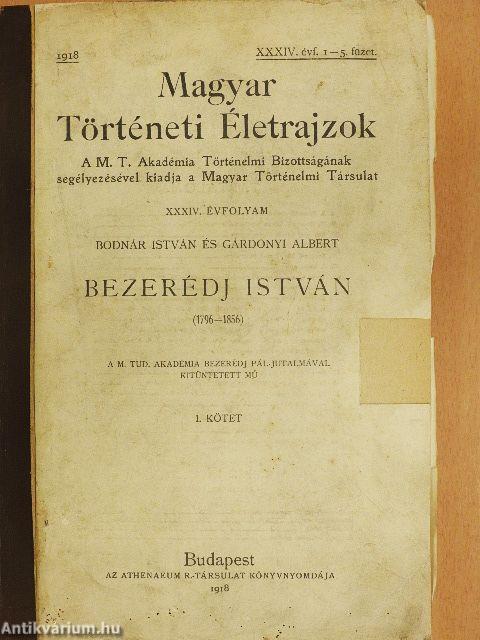 1918 XXXIV. évf. 1—5. füzet.
Magyar
Történeti Életrajzok
A M. T. Akadémia Történelmi Bizottságának
segélyezésével kiadja a Magyar Történelmi Társulat
XXXIV. ÉVFOLYAM
BODNÁR ISTVÁN ÉS GÁRDONYI ALBERT
BEZERÉDJ ISTVÁN
(1796—1856)
A M. TUD. AKADÉMIA BEZERÉDJ PÁL-JUTALMÁVAL
KITÜNTETETT MŰ
I. KÖTET
Budapest
AZ ATHENAEUM R.-TÁRSULAT KÖNYVNYOMDÁJA
1918
Antikvárium.hu